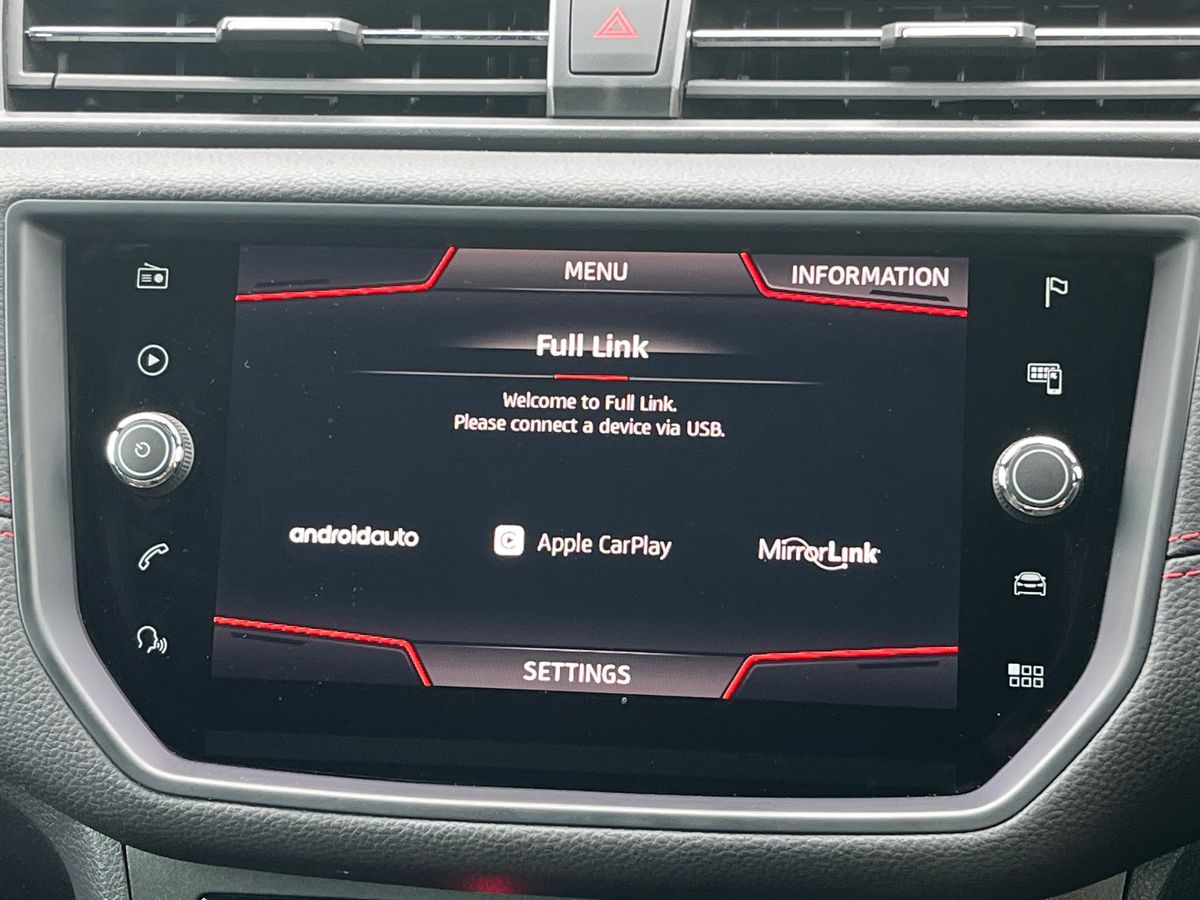 MENU
INFORMATION
Full Link
Welcome to Full Link.
Please connect a device via USB.
androidauto
Apple CarPlay
MirrorLink
SETTINGS